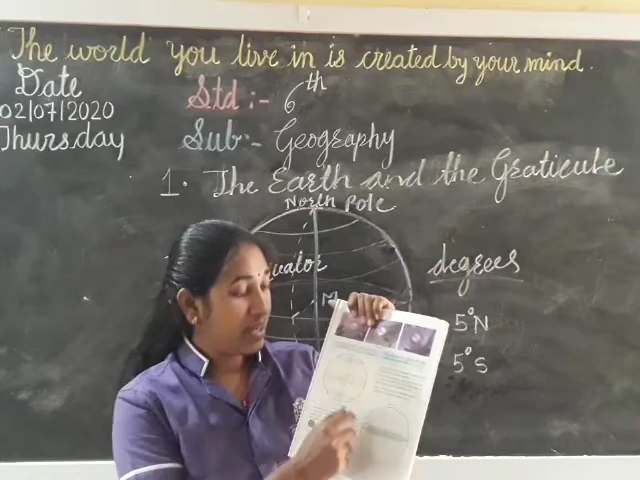 The world you live in is created by your mind.
Date
02/07/2020
Thursday
Std :- 6th
Sub :- Geography
1. The Earth and the Graticule
North Pole
degrees
5°N
5°S